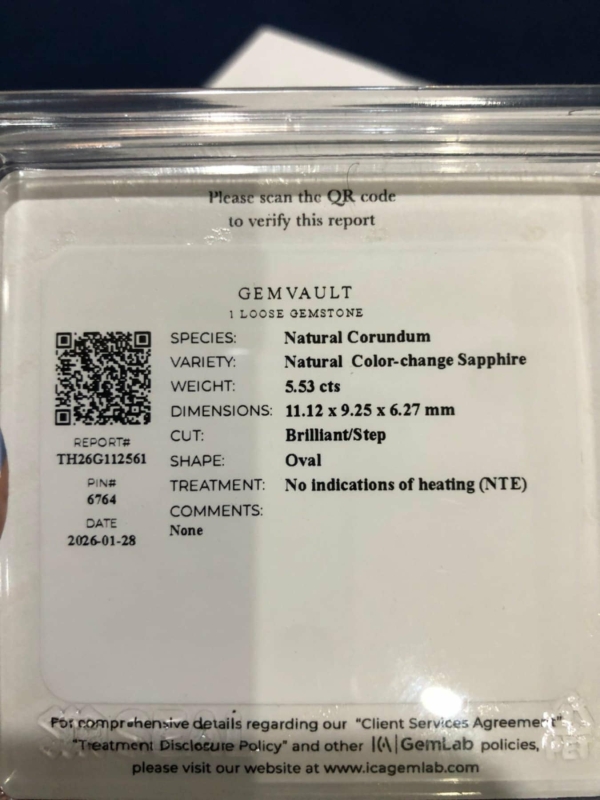 Please scan the QR code
to verify this report
GEMVAULT
1 LOOSE GEMSTONE
SPECIES: Natural Corundum
VARIETY: Natural Color-change Sapphire
WEIGHT: 5.53 cts
DIMENSIONS: 11.12 x 9.25 x 6.27 mm
CUT: Brilliant/Step
SHAPE: Oval
TREATMENT: No indications of heating (NTE)
COMMENTS:
None
REPORT#
TH26G112561
PIN#
6764
DATE
2026-01-28
For comprehensive details regarding our "Client Services Agreement"
"Treatment Disclosure Policy" and other ICA|GemLab policies,
please visit our website at www.icagemlab.com
PET